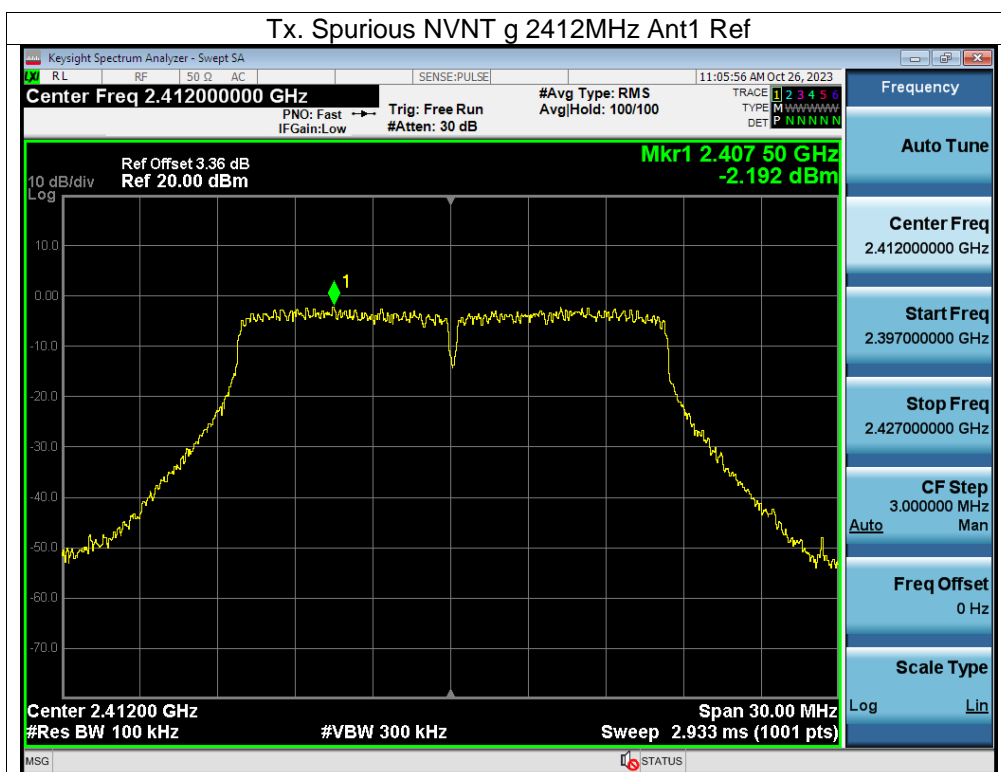 Tx. Spurious NVNT g 2412MHz Ant1 Ref
Keysight Spectrum Analyzer - Swept SA
LXI RL RF 50 Ω AC SENSE:PULSE 11:05:56 AM Oct 26, 2023
Center Freq 2.412000000 GHz
PNO: Fast
IFGain:Low
Trig: Free Run
#Atten: 30 dB
#Avg Type: RMS
Avg|Hold: 100/100
TRACE 1 2 3 4 5 6
TYPE M W W W W W
DET P N N N N N
Mkr1 2.407 50 GHz
-2.192 dBm
Ref Offset 3.36 dB
10 dB/div Ref 20.00 dBm
Log
10.0
0.00
-10.0
-20.0
-30.0
-40.0
-50.0
-60.0
-70.0
1
Center 2.41200 GHz Span 30.00 MHz
#Res BW 100 kHz #VBW 300 kHz Sweep 2.933 ms (1001 pts)
MSG STATUS
Frequency
Auto Tune
Center Freq
2.412000000 GHz
Start Freq
2.397000000 GHz
Stop Freq
2.427000000 GHz
CF Step
3.000000 MHz
Auto Man
Freq Offset
0 Hz
Scale Type
Log Lin